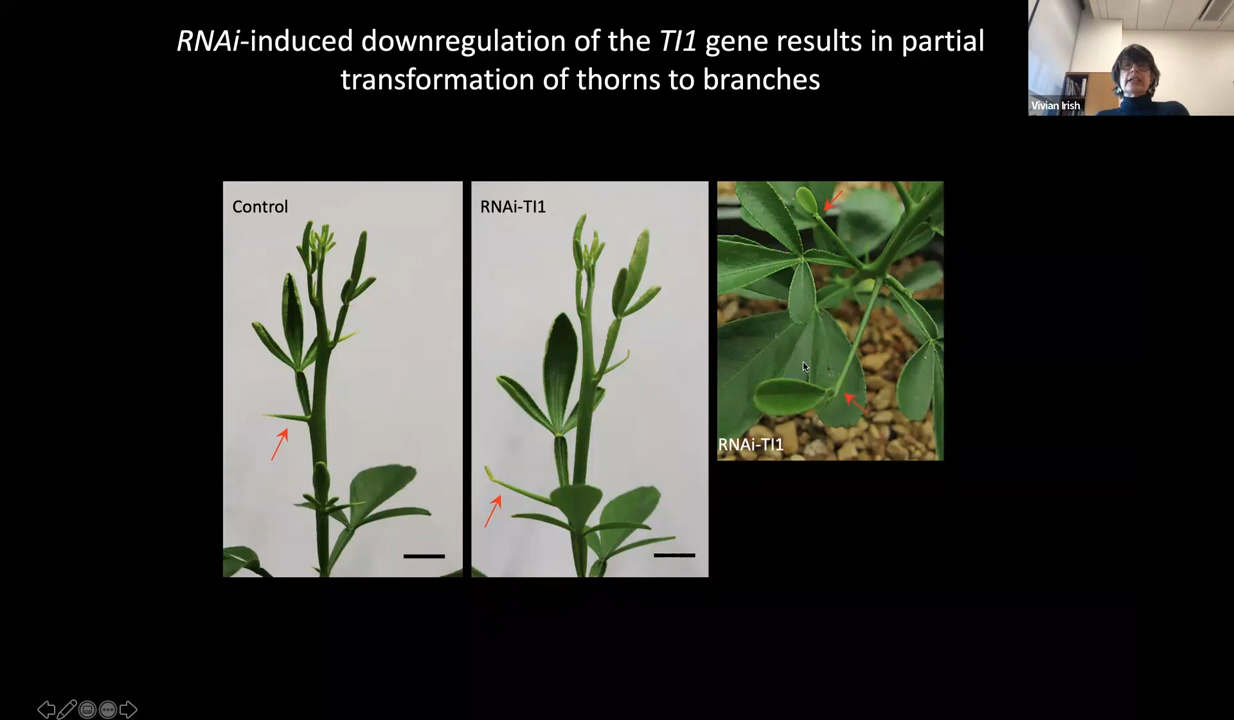 RNAi-induced downregulation of the TI1 gene results in partial
transformation of thorns to branches
Vivian Irish
Control
RNAi-TI1
RNAi-TI1